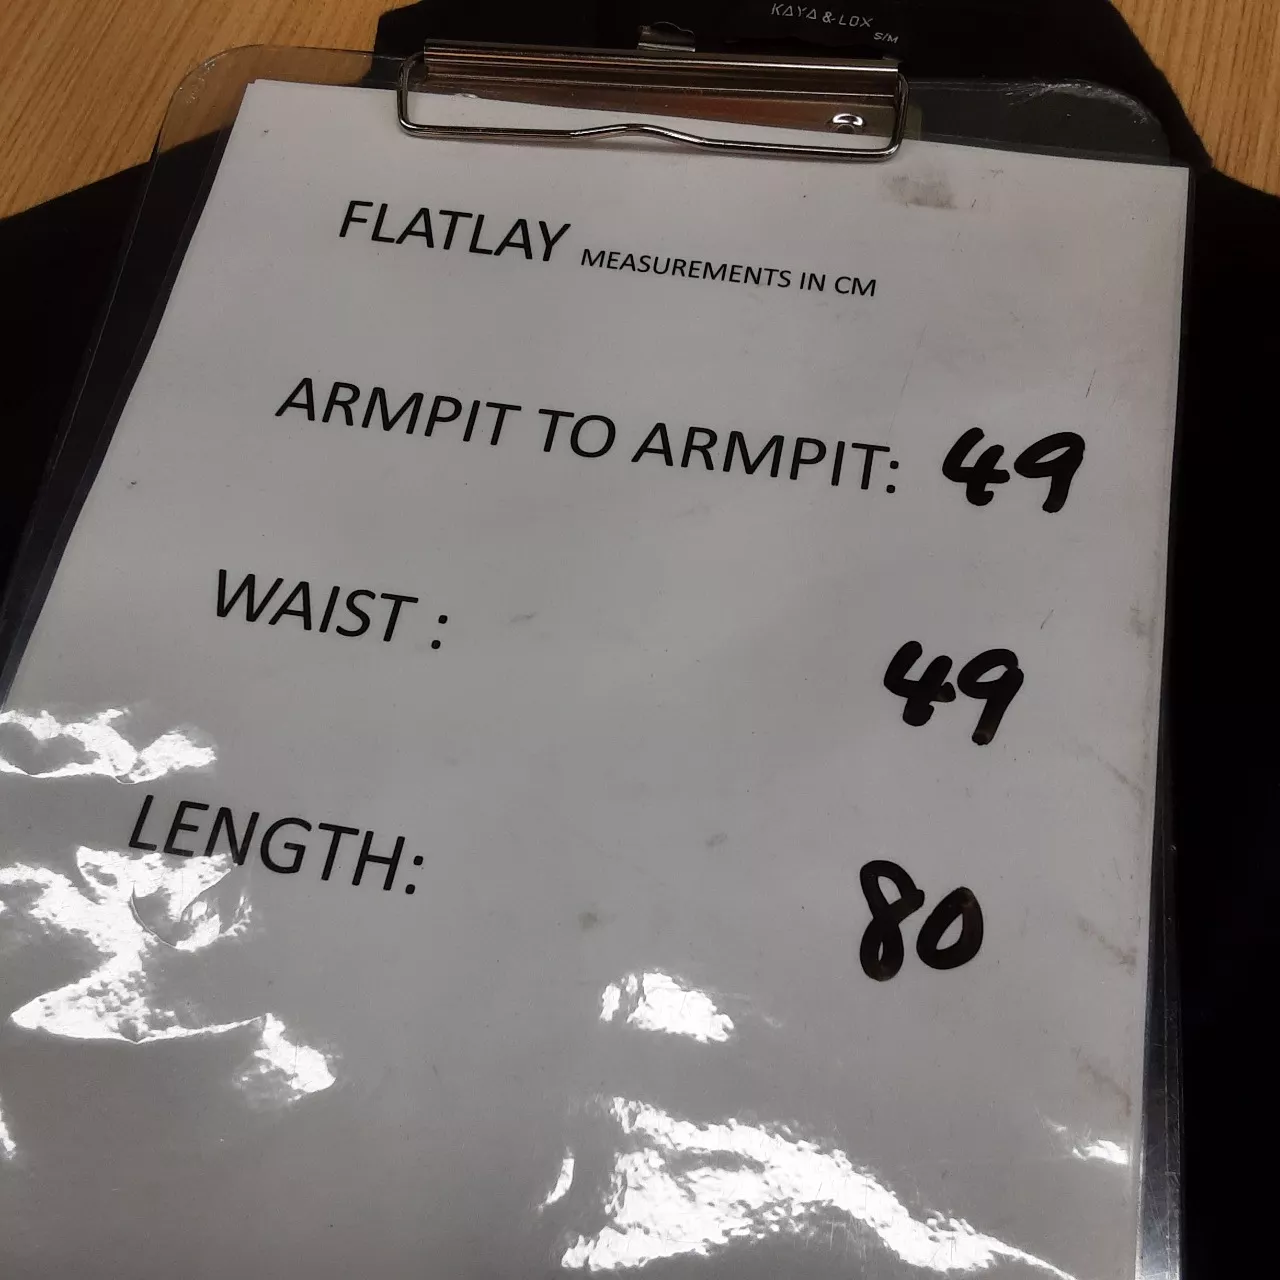 KAYA & LOX
S/M
FLATLAY MEASUREMENTS IN CM
ARMPIT TO ARMPIT: 49
WAIST : 49
LENGTH: 80